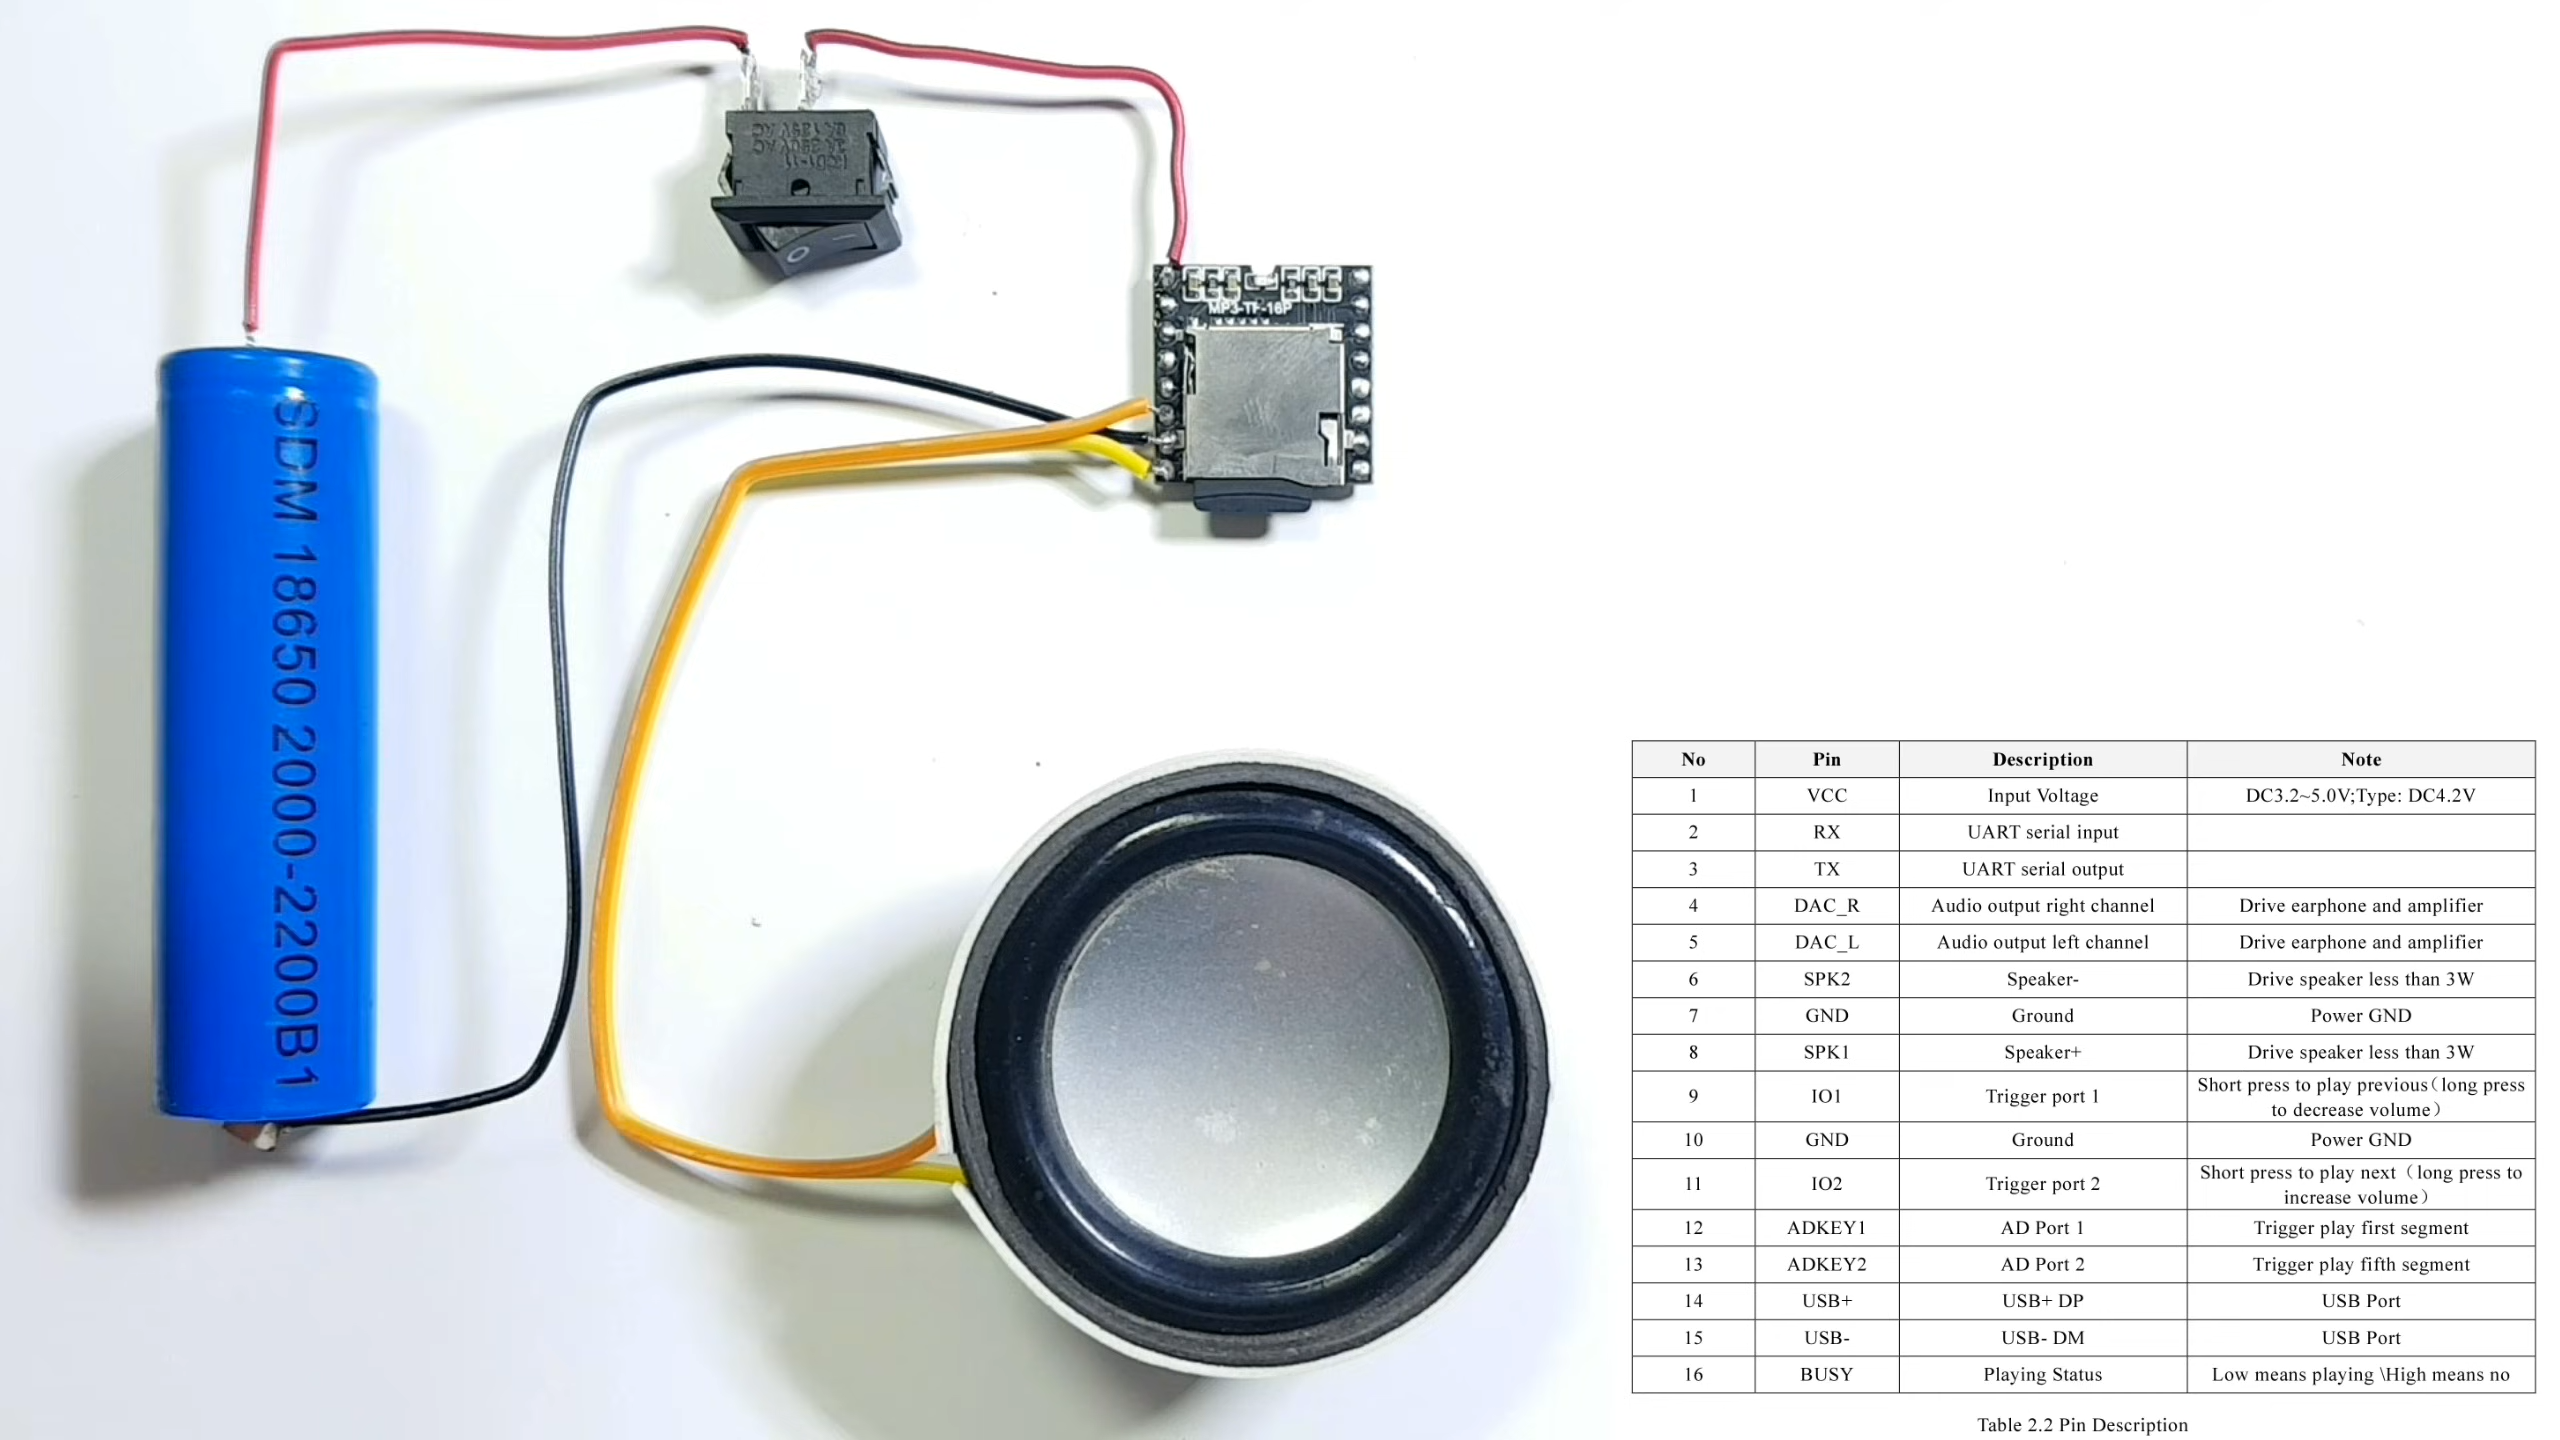 6A 125V AC
3A 250V AC
KCD1-11
O
MP3-TF-16P
SDM 18650 2000-2200B1
No Pin Description Note
1 VCC Input Voltage DC3.2~5.0V;Type: DC4.2V
2 RX UART serial input
3 TX UART serial output
4 DAC_R Audio output right channel Drive earphone and amplifier
5 DAC_L Audio output left channel Drive earphone and amplifier
6 SPK2 Speaker- Drive speaker less than 3W
7 GND Ground Power GND
8 SPK1 Speaker+ Drive speaker less than 3W
9 IO1 Trigger port 1 Short press to play previous(long press
to decrease volume)
10 GND Ground Power GND
11 IO2 Trigger port 2 Short press to play next (long press to
increase volume)
12 ADKEY1 AD Port 1 Trigger play first segment
13 ADKEY2 AD Port 2 Trigger play fifth segment
14 USB+ USB+ DP USB Port
15 USB- USB- DM USB Port
16 BUSY Playing Status Low means playing \High means no
Table 2.2 Pin Description